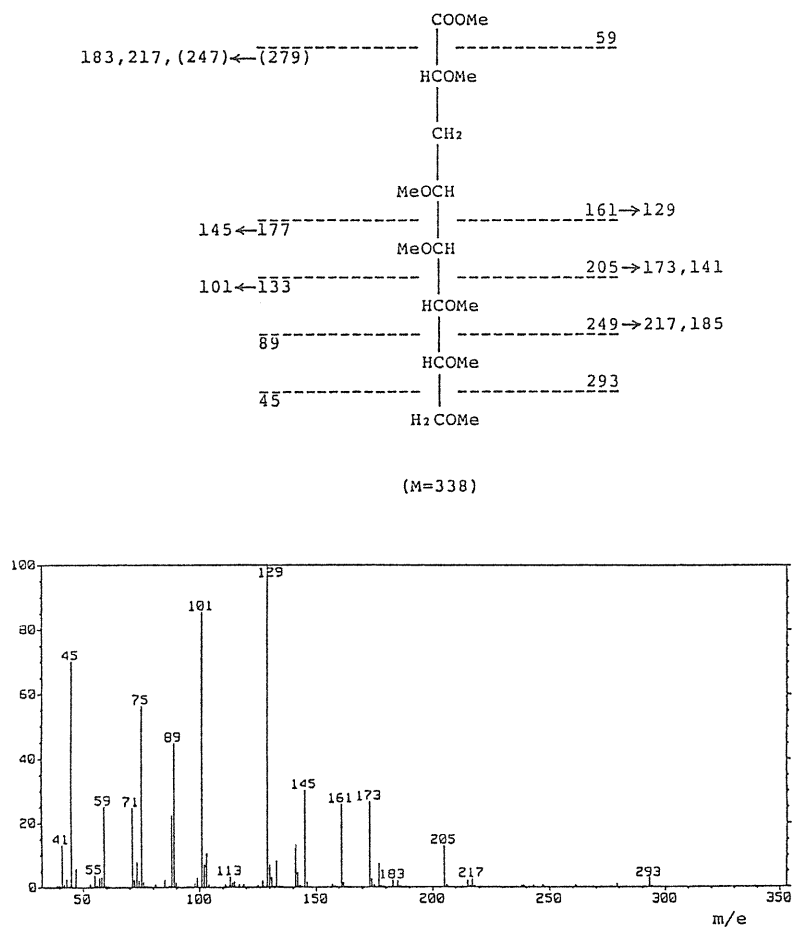 COOMe
59
183,217,(247)←(279)
HCOMe
CH₂
MeOCH
161→129
145←177
MeOCH
205→173,141
101←133
HCOMe
249→217,185
89
HCOMe
293
45
H₂COMe
(M=338)
100
129
101
80
45
60
75
89
40
145
161 173
59
71
20
41
205
55
113
183
217
293
0
50 100 150 200 250 300 350
m/e